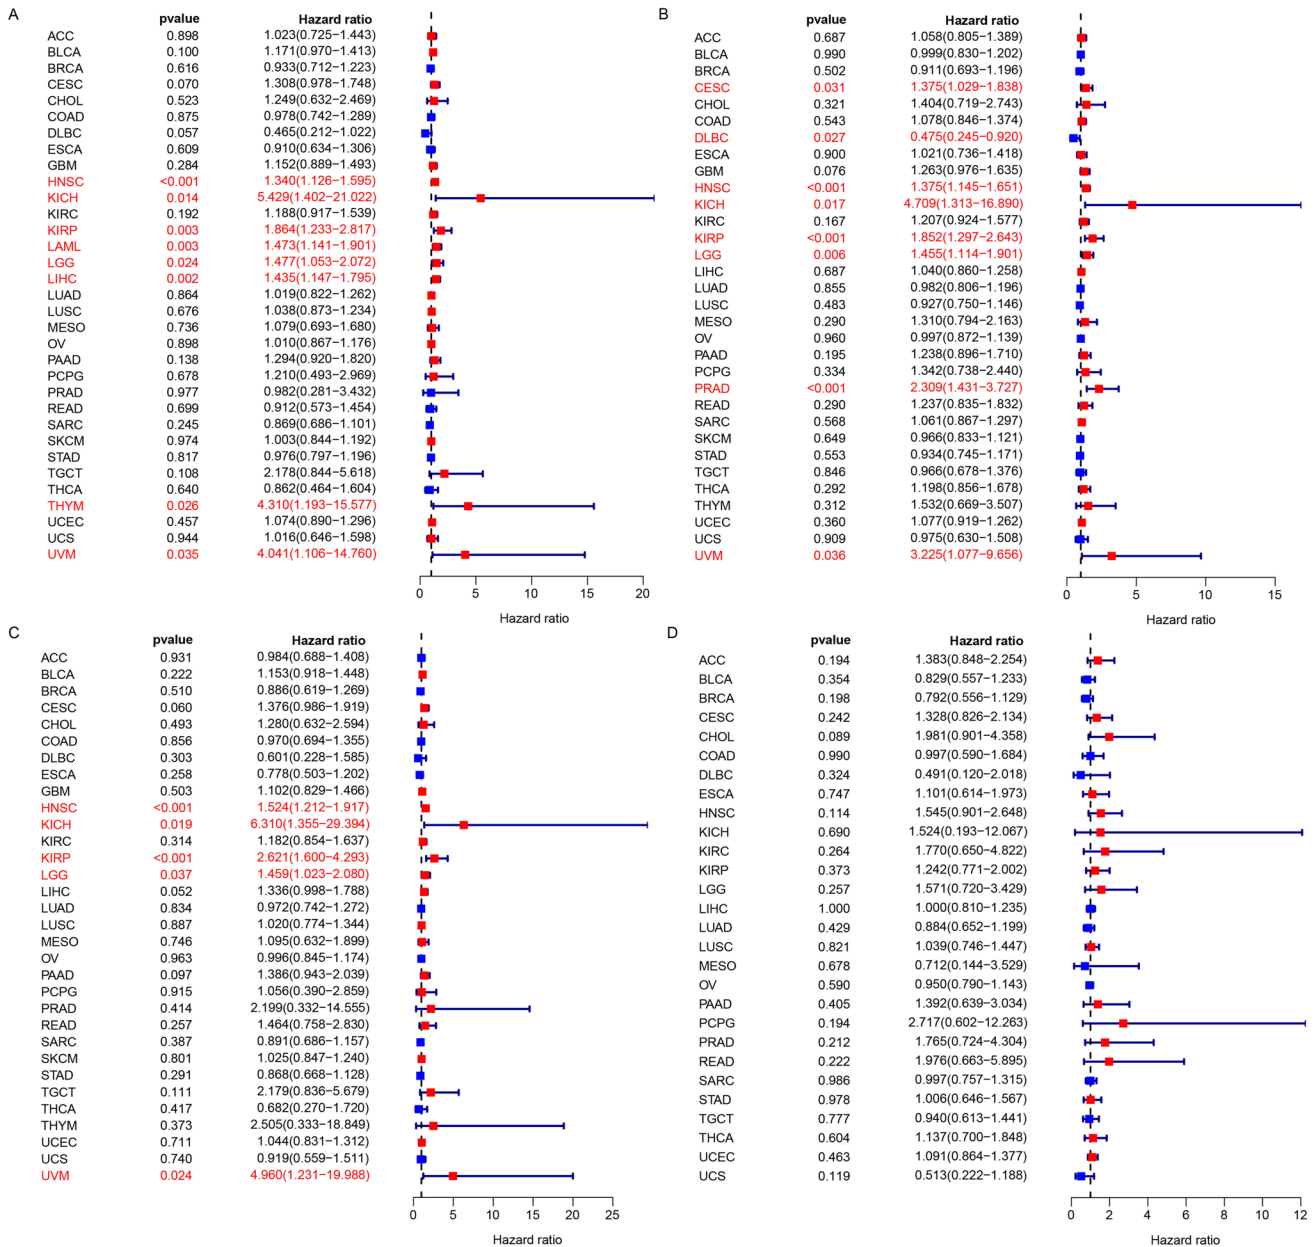 A
pvalue Hazard ratio
ACC 0.898 1.023(0.725−1.443)
BLCA 0.100 1.171(0.970−1.413)
BRCA 0.616 0.933(0.712−1.223)
CESC 0.070 1.308(0.978−1.748)
CHOL 0.523 1.249(0.632−2.469)
COAD 0.875 0.978(0.742−1.289)
DLBC 0.057 0.465(0.212−1.022)
ESCA 0.609 0.910(0.634−1.306)
GBM 0.284 1.152(0.889−1.493)
HNSC <0.001 1.340(1.126−1.595)
KICH 0.014 5.429(1.402−21.022)
KIRC 0.192 1.188(0.917−1.539)
KIRP 0.003 1.864(1.233−2.817)
LAML 0.003 1.473(1.141−1.901)
LGG 0.024 1.477(1.053−2.072)
LIHC 0.002 1.435(1.147−1.795)
LUAD 0.864 1.019(0.822−1.262)
LUSC 0.676 1.038(0.873−1.234)
MESO 0.736 1.079(0.693−1.680)
OV 0.898 1.010(0.867−1.176)
PAAD 0.138 1.294(0.920−1.820)
PCPG 0.678 1.210(0.493−2.969)
PRAD 0.977 0.982(0.281−3.432)
READ 0.699 0.912(0.573−1.454)
SARC 0.245 0.869(0.686−1.101)
SKCM 0.974 1.003(0.844−1.192)
STAD 0.817 0.976(0.797−1.196)
TGCT 0.108 2.178(0.844−5.618)
THCA 0.640 0.862(0.464−1.604)
THYM 0.026 4.310(1.193−15.577)
UCEC 0.457 1.074(0.890−1.296)
UCS 0.944 1.016(0.646−1.598)
UVM 0.035 4.041(1.106−14.760)
0 5 10 15 20
Hazard ratio
B
pvalue Hazard ratio
ACC 0.687 1.058(0.805−1.389)
BLCA 0.990 0.999(0.830−1.202)
BRCA 0.502 0.911(0.693−1.196)
CESC 0.031 1.375(1.029−1.838)
CHOL 0.321 1.404(0.719−2.743)
COAD 0.543 1.078(0.846−1.374)
DLBC 0.027 0.475(0.245−0.920)
ESCA 0.900 1.021(0.736−1.418)
GBM 0.076 1.263(0.976−1.635)
HNSC <0.001 1.375(1.145−1.651)
KICH 0.017 4.709(1.313−16.890)
KIRC 0.167 1.207(0.924−1.577)
KIRP <0.001 1.852(1.297−2.643)
LGG 0.006 1.455(1.114−1.901)
LIHC 0.687 1.040(0.860−1.258)
LUAD 0.855 0.982(0.806−1.196)
LUSC 0.483 0.927(0.750−1.146)
MESO 0.290 1.310(0.794−2.163)
OV 0.960 0.997(0.872−1.139)
PAAD 0.195 1.238(0.896−1.710)
PCPG 0.334 1.342(0.738−2.440)
PRAD <0.001 2.309(1.431−3.727)
READ 0.290 1.237(0.835−1.832)
SARC 0.568 1.061(0.867−1.297)
SKCM 0.649 0.966(0.833−1.121)
STAD 0.553 0.934(0.745−1.171)
TGCT 0.846 0.966(0.678−1.376)
THCA 0.292 1.198(0.856−1.678)
THYM 0.312 1.532(0.669−3.507)
UCEC 0.360 1.077(0.919−1.262)
UCS 0.909 0.975(0.630−1.508)
UVM 0.036 3.225(1.077−9.656)
0 5 10 15
Hazard ratio
C
pvalue Hazard ratio
ACC 0.931 0.984(0.688−1.408)
BLCA 0.222 1.153(0.918−1.448)
BRCA 0.510 0.886(0.619−1.269)
CESC 0.060 1.376(0.986−1.919)
CHOL 0.493 1.280(0.632−2.594)
COAD 0.856 0.970(0.694−1.355)
DLBC 0.303 0.601(0.228−1.585)
ESCA 0.258 0.778(0.503−1.202)
GBM 0.503 1.102(0.829−1.466)
HNSC <0.001 1.524(1.212−1.917)
KICH 0.019 6.310(1.355−29.394)
KIRC 0.314 1.182(0.854−1.637)
KIRP <0.001 2.621(1.600−4.293)
LGG 0.037 1.459(1.023−2.080)
LIHC 0.052 1.336(0.998−1.788)
LUAD 0.834 0.972(0.742−1.272)
LUSC 0.887 1.020(0.774−1.344)
MESO 0.746 1.095(0.632−1.899)
OV 0.963 0.996(0.845−1.174)
PAAD 0.097 1.386(0.943−2.039)
PCPG 0.915 1.056(0.390−2.859)
PRAD 0.414 2.199(0.332−14.555)
READ 0.257 1.464(0.758−2.830)
SARC 0.387 0.891(0.686−1.157)
SKCM 0.801 1.025(0.847−1.240)
STAD 0.291 0.868(0.668−1.128)
TGCT 0.111 2.179(0.836−5.679)
THCA 0.417 0.682(0.270−1.720)
THYM 0.373 2.505(0.333−18.849)
UCEC 0.711 1.044(0.831−1.312)
UCS 0.740 0.919(0.559−1.511)
UVM 0.024 4.960(1.231−19.988)
0 5 10 15 20 25
Hazard ratio
D
pvalue Hazard ratio
ACC 0.194 1.383(0.848−2.254)
BLCA 0.354 0.829(0.557−1.233)
BRCA 0.198 0.792(0.556−1.129)
CESC 0.242 1.328(0.826−2.134)
CHOL 0.089 1.981(0.901−4.358)
COAD 0.990 0.997(0.590−1.684)
DLBC 0.324 0.491(0.120−2.018)
ESCA 0.747 1.101(0.614−1.973)
HNSC 0.114 1.545(0.901−2.648)
KICH 0.690 1.524(0.193−12.067)
KIRC 0.264 1.770(0.650−4.822)
KIRP 0.373 1.242(0.771−2.002)
LGG 0.257 1.571(0.720−3.429)
LIHC 1.000 1.000(0.810−1.235)
LUAD 0.429 0.884(0.652−1.199)
LUSC 0.821 1.039(0.746−1.447)
MESO 0.678 0.712(0.144−3.529)
OV 0.590 0.950(0.790−1.143)
PAAD 0.405 1.392(0.639−3.034)
PCPG 0.194 2.717(0.602−12.263)
PRAD 0.212 1.765(0.724−4.304)
READ 0.222 1.976(0.663−5.895)
SARC 0.986 0.997(0.757−1.315)
STAD 0.978 1.006(0.646−1.567)
TGCT 0.777 0.940(0.613−1.441)
THCA 0.604 1.137(0.700−1.848)
UCEC 0.463 1.091(0.864−1.377)
UCS 0.119 0.513(0.222−1.188)
0 2 4 6 8 10 12
Hazard ratio